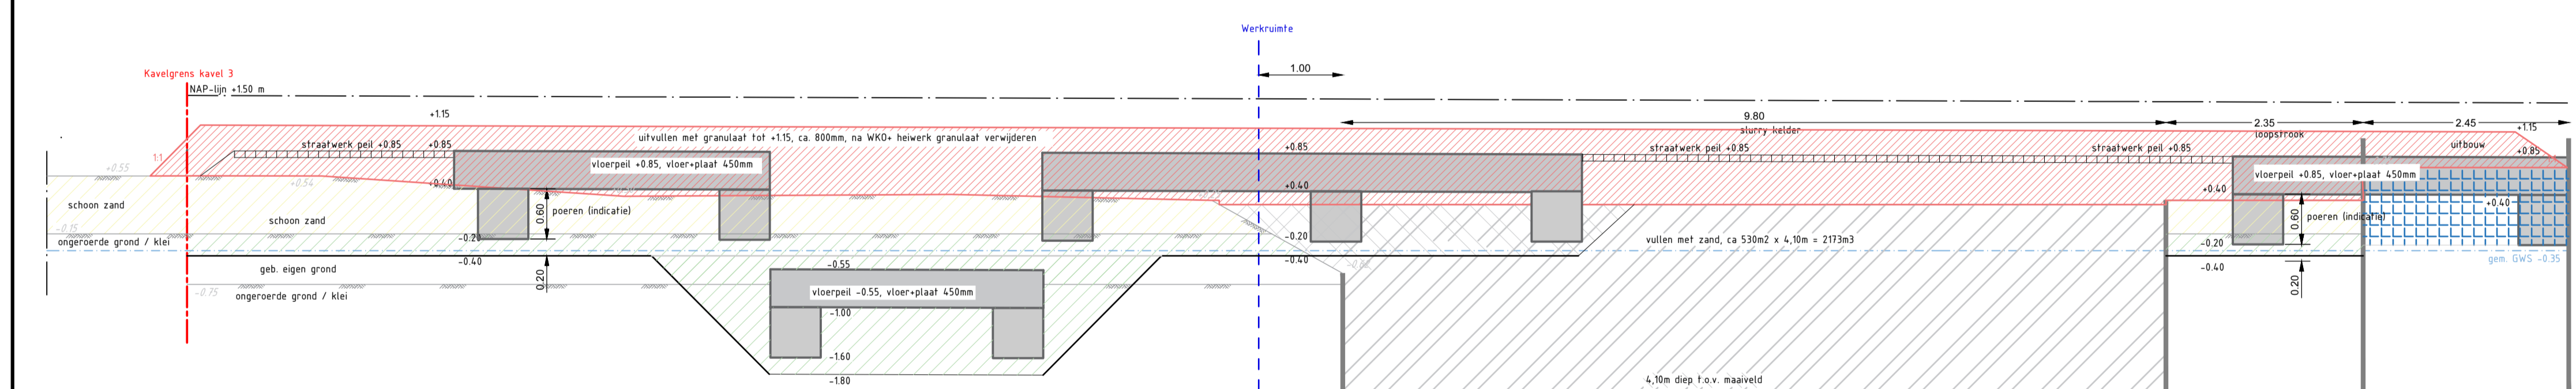 Werkruimte
1.00
Kavelgrens kavel 3
NAP-lijn +1.50 m
+1.15
9.80
2.35
2.45
slurry kelder
loopstrook
+1.15
uitvullen met granulaat tot +1.15, ca. 800mm, na WKO+ heiwerk granulaat verwijderen
straatwerk peil +0.85
+0.85
+0.85
straatwerk peil +0.85
straatwerk peil +0.85
uitbouw
+0.85
1:1
+0.55
+0.54
vloerpeil +0.85, vloer+plaat 450mm
vloerpeil +0.85, vloer+plaat 450mm
+0.40
+0.40
+0.40
+0.40
schoon zand
schoon zand
0.60
poeren (indicatie)
0.60
poeren (indicatie)
-0.15
ongeroerde grond / klei
-0.20
-0.20
vullen met zand, ca 530m2 x 4,10m = 2173m3
-0.20
gem. GWS -0.35
geb. eigen grond
-0.40
-0.55
-0.40
-0.40
0.20
0.20
-0.75
ongeroerde grond / klei
vloerpeil -0.55, vloer+plaat 450mm
-1.00
-1.60
-1.80
4,10m diep t.o.v. maaiveld